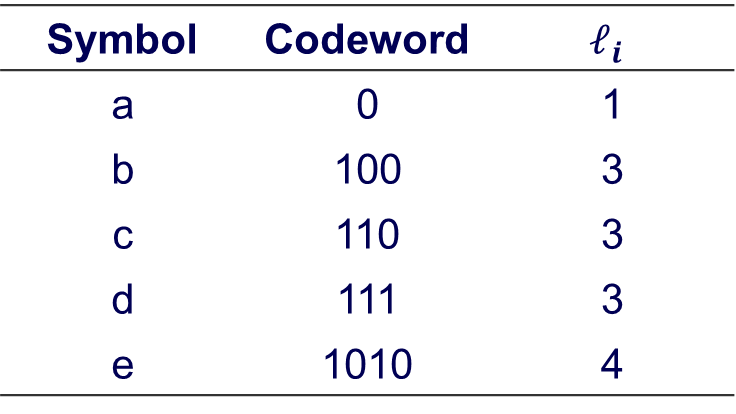 Symbol Codeword ℓi
a 0 1
b 100 3
c 110 3
d 111 3
e 1010 4